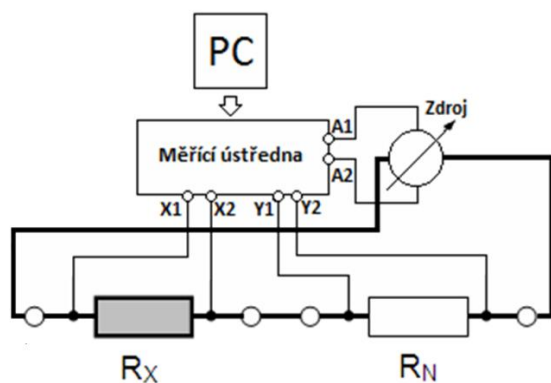 PC
Zdroj
A1
Měřící ústředna
A2
X1 X2 Y1 Y2
RX RN